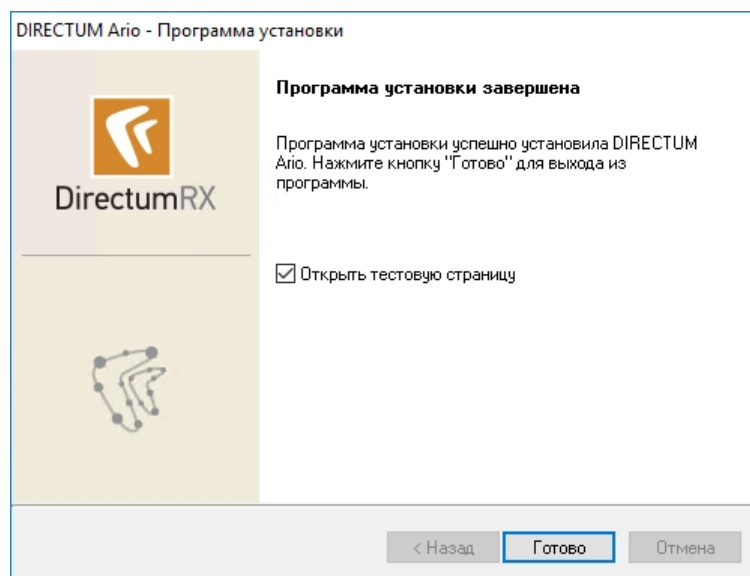 DIRECTUM Ario - Программа установки
Программа установки завершена
Программа установки успешно установила DIRECTUM
Ario. Нажмите кнопку "Готово" для выхода из
программы.
DirectumRX
Открыть тестовую страницу
< Назад
Готово
Отмена